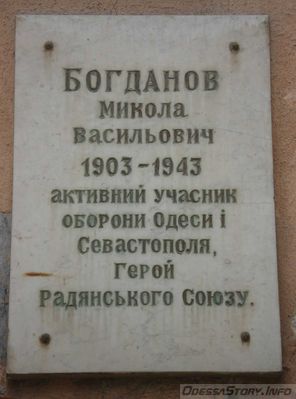 БОГДАНОВ
МИКОЛА
ВАСИЛЬОВИЧ
1903-1943
АКТИВНИЙ УЧАСНИК
ОБОРОНИ ОДЕСИ І
СЕВАСТОПОЛЯ,
ГЕРОЙ
РАДЯНСЬКОГО СОЮЗУ.
OdessaStory.Info